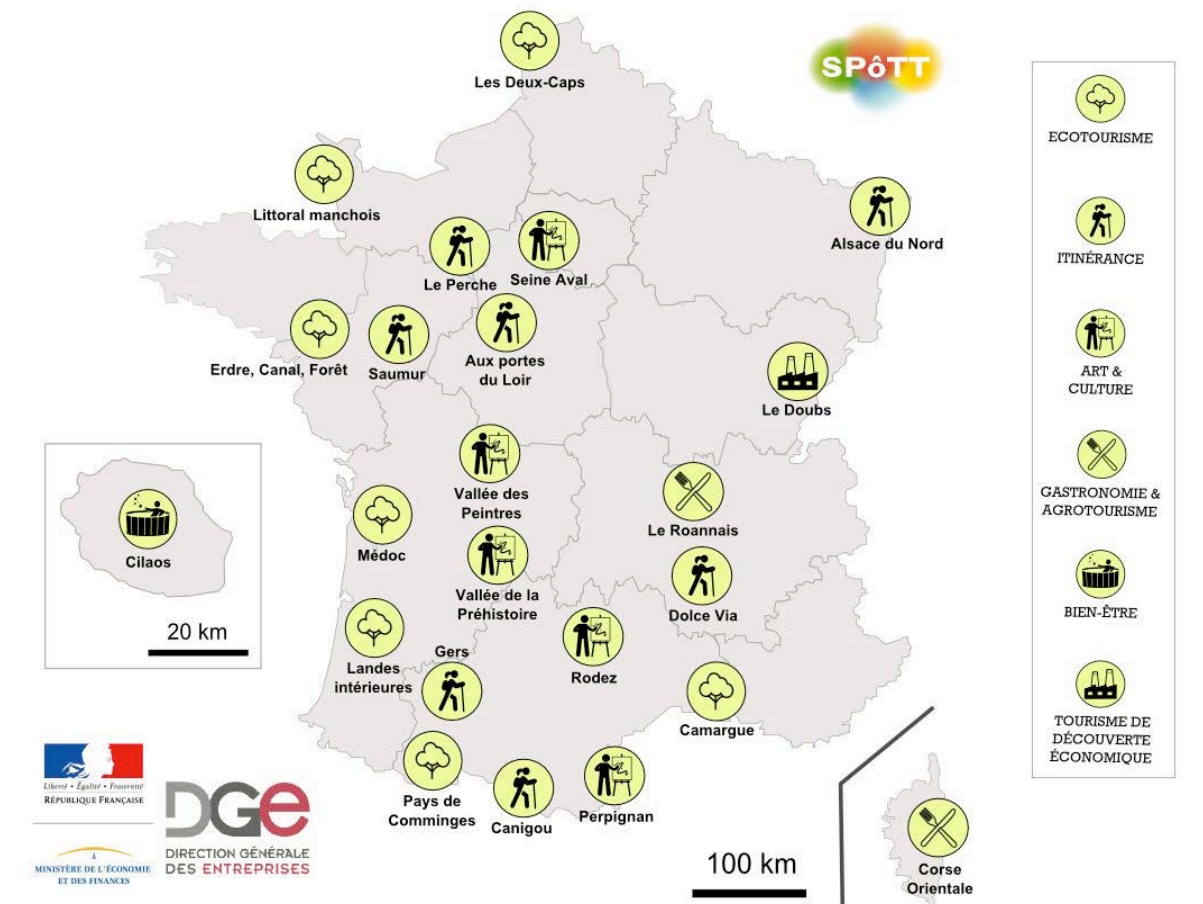 Les Deux-Caps
SPôTT
Littoral manchois
Alsace du Nord
Le Perche
Seine Aval
Erdre, Canal, Forêt
Saumur
Aux portes
du Loir
Le Doubs
Vallée des
Peintres
Le Roannais
Médoc
Cilaos
20 km
Vallée de la
Préhistoire
Dolce Via
Landes
intérieures
Gers
Rodez
Camargue
Pays de
Comminges
Canigou
Perpignan
100 km
Corse
Orientale
ECOTOURISME
ITINÉRANCE
ART &
CULTURE
GASTRONOMIE &
AGROTOURISME
BIEN-ÊTRE
TOURISME DE
DÉCOUVERTE
ÉCONOMIQUE
Liberté • Égalité • Fraternité
RÉPUBLIQUE FRANÇAISE
MINISTÈRE DE L'ÉCONOMIE
ET DES FINANCES
DGe
DIRECTION GÉNÉRALE
DES ENTREPRISES